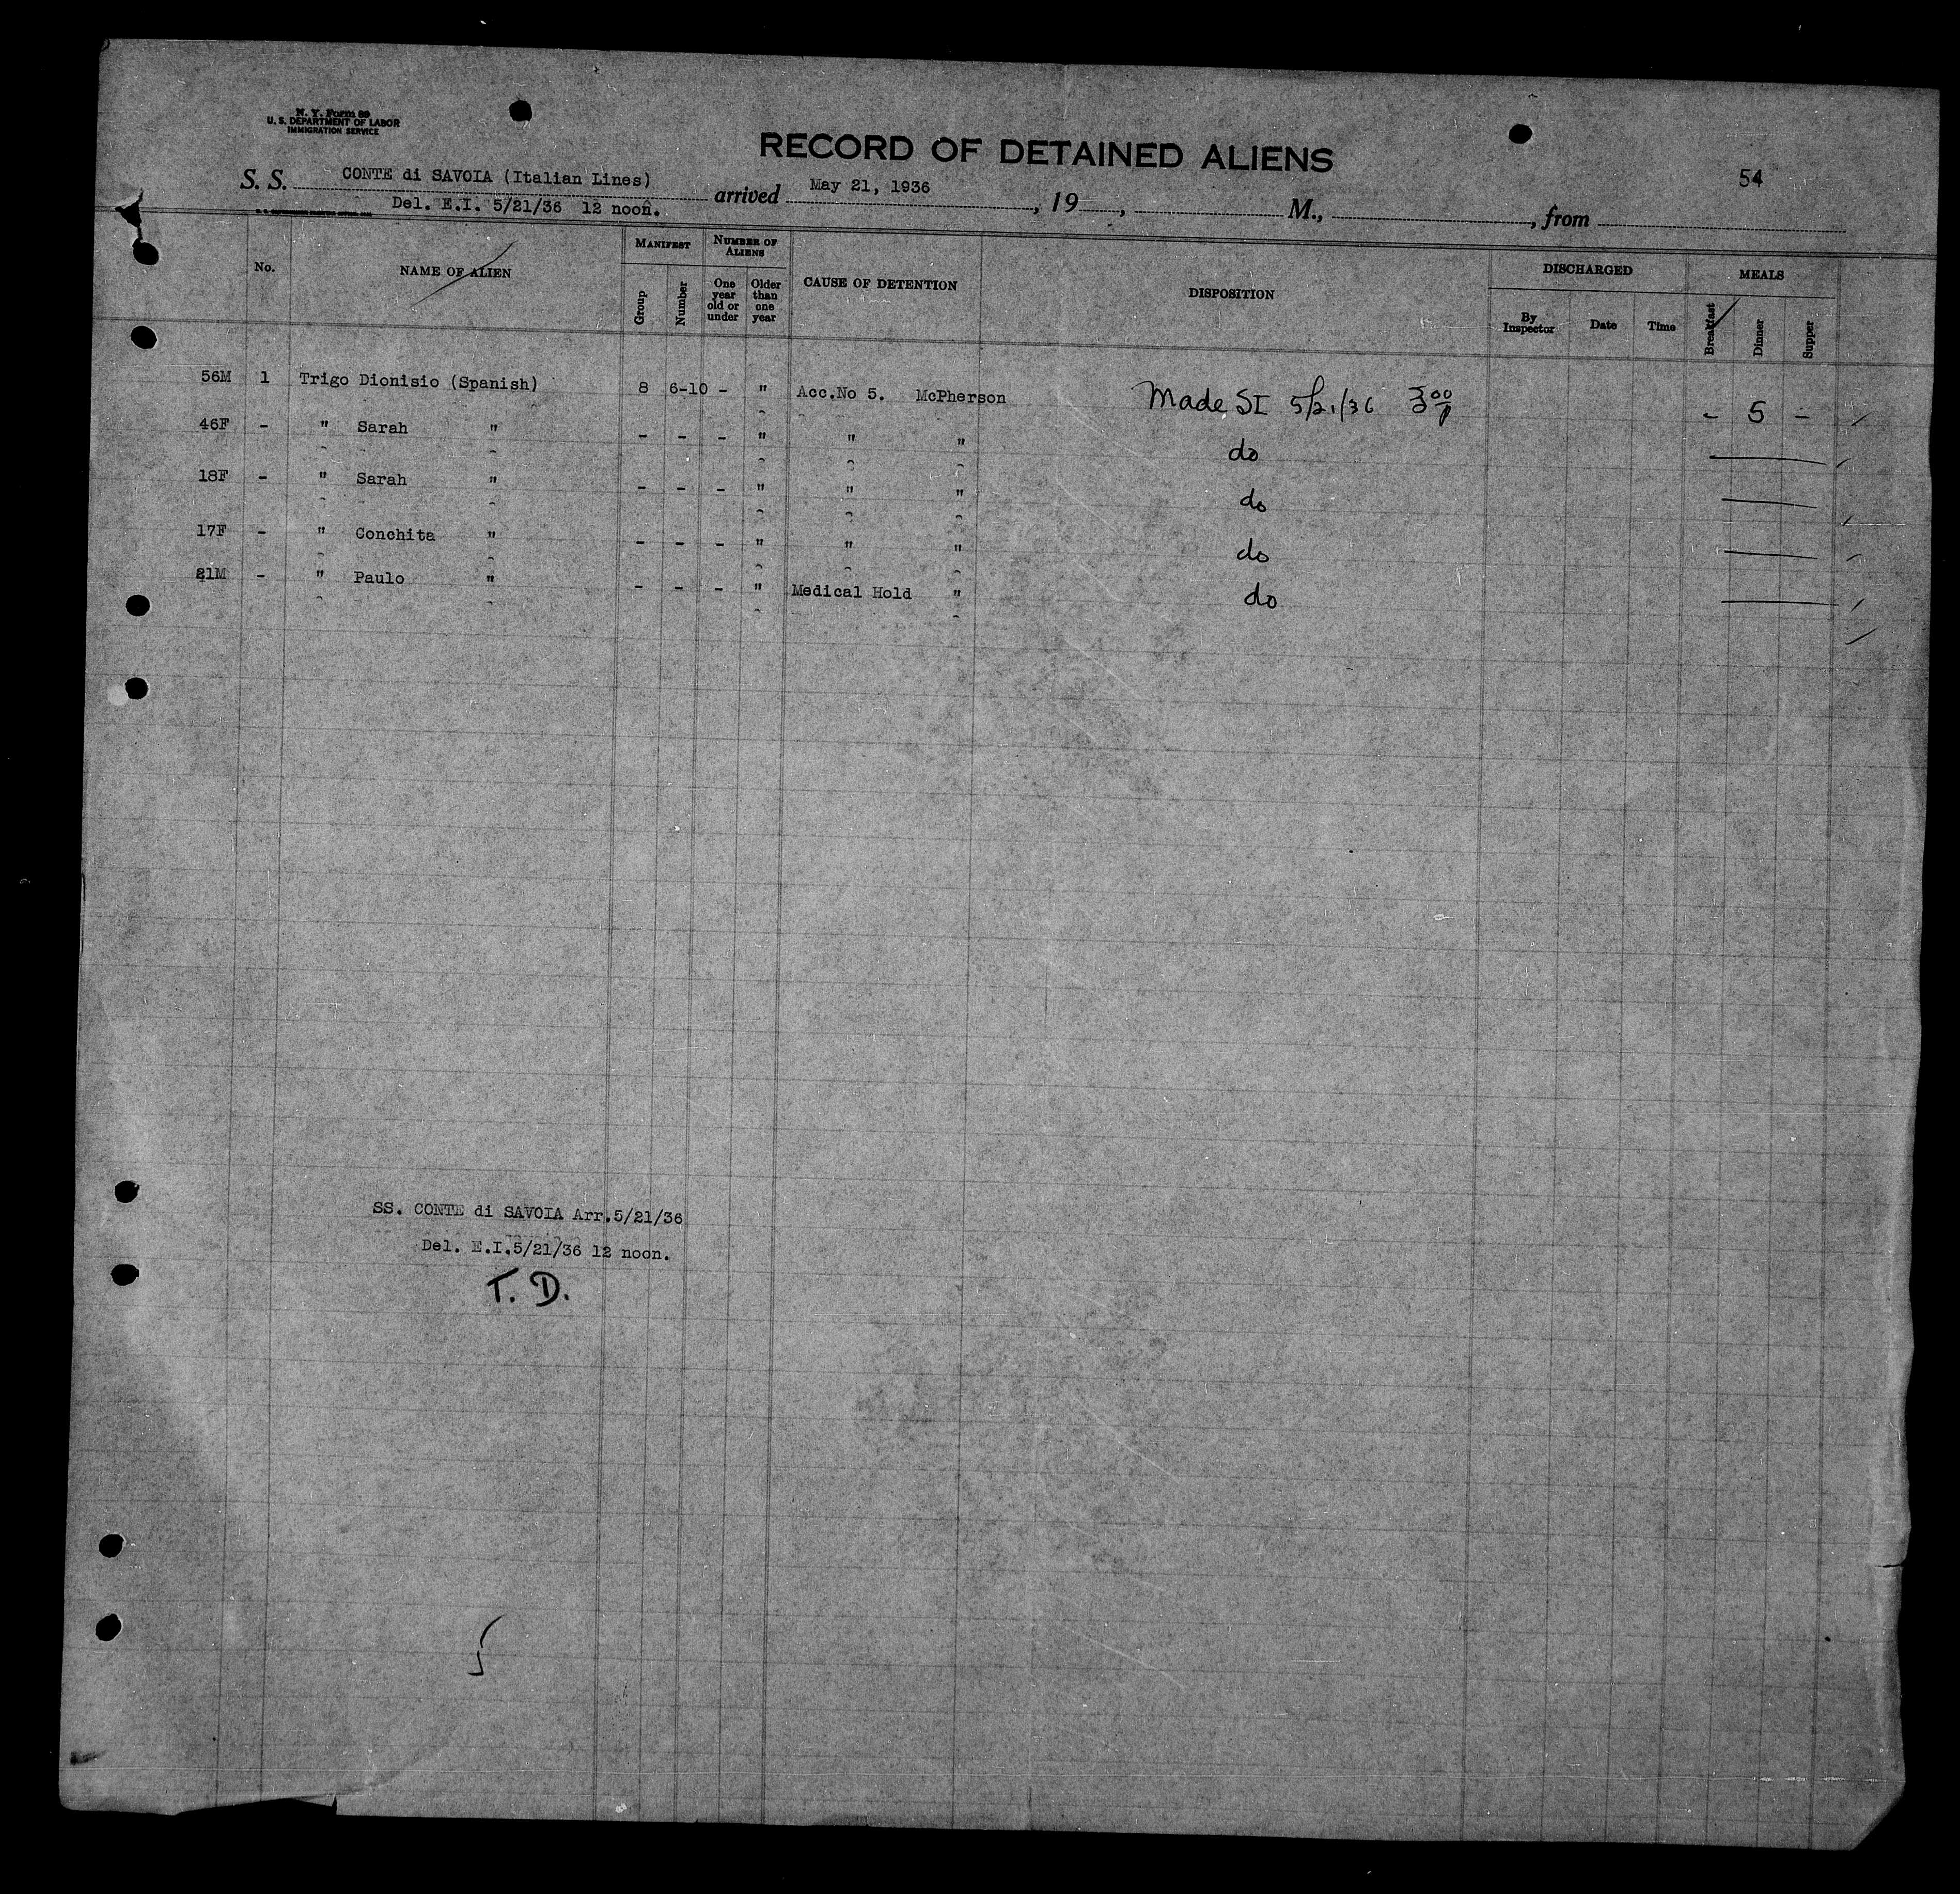 N. Y. Form 89
U. S. DEPARTMENT OF LABOR
IMMIGRATION SERVICE
RECORD OF DETAINED ALIENS
54
S. S. CONTE di SAVOIA (Italian Lines) arrived May 21, 1936, 19 , M., , from
Del. E.I. 5/21/36 12 noon.
No. NAME OF ALIEN MANIFEST NUMBER OF ALIENS CAUSE OF DETENTION DISPOSITION DISCHARGED MEALS
Group Number One year old or under Older than one year By Inspector Date Time Breakfast Dinner Supper
56M 1 Trigo Dionisio (Spanish) 8 6-10 - " Acc.No 5. McPherson Made SI 5/21/36 3 00 P - 5 -
46F - " Sarah " - - - " " " do
18F - " Sarah " - - - " " " do
17F - " Conchita " - - - " " " do
21M - " Paulo " - - - " Medical Hold " do
SS. CONTE di SAVOIA Arr.5/21/36
Del. E.I.5/21/36 12 noon.
T. D.